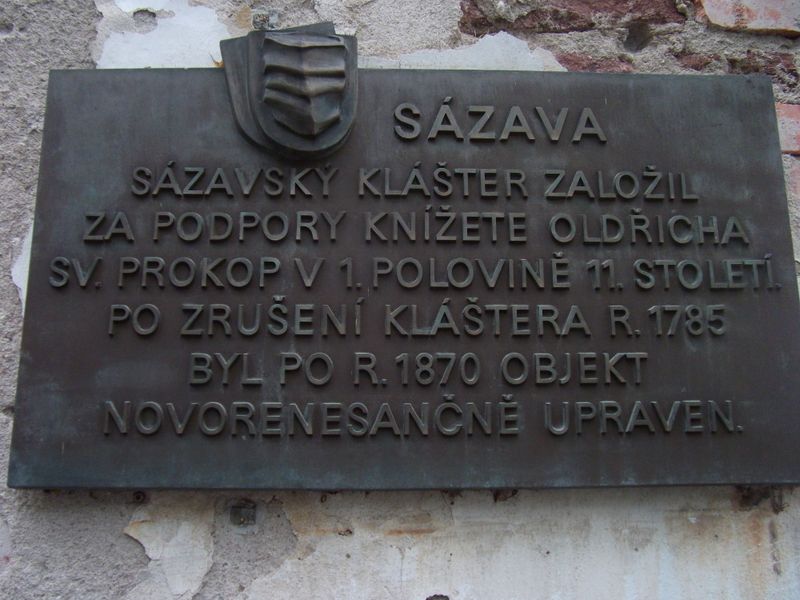 SÁZAVA
SÁZAVSKÝ KLÁŠTER ZALOŽIL
ZA PODPORY KNÍŽETE OLDŘICHA
SV. PROKOP V 1. POLOVINĚ 11. STOLETÍ.
PO ZRUŠENÍ KLÁŠTERA R. 1785
BYL PO R. 1870 OBJEKT
NOVORENESANČNĚ UPRAVEN.